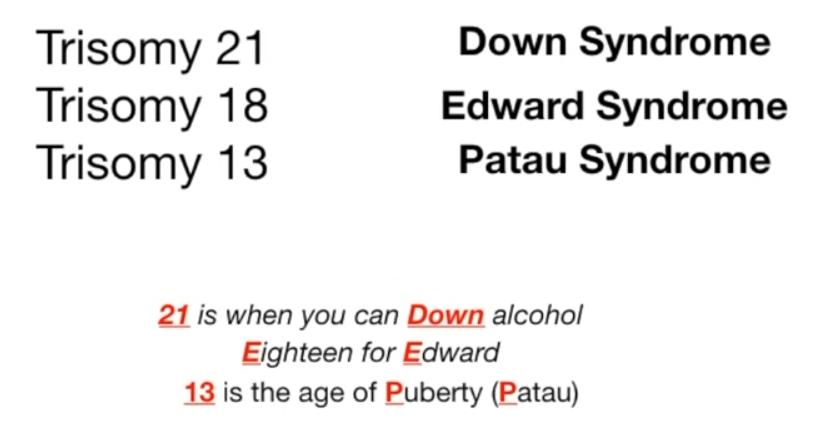 Trisomy 21 Down Syndrome
Trisomy 18 Edward Syndrome
Trisomy 13 Patau Syndrome
21 is when you can Down alcohol
Eighteen for Edward
13 is the age of Puberty (Patau)